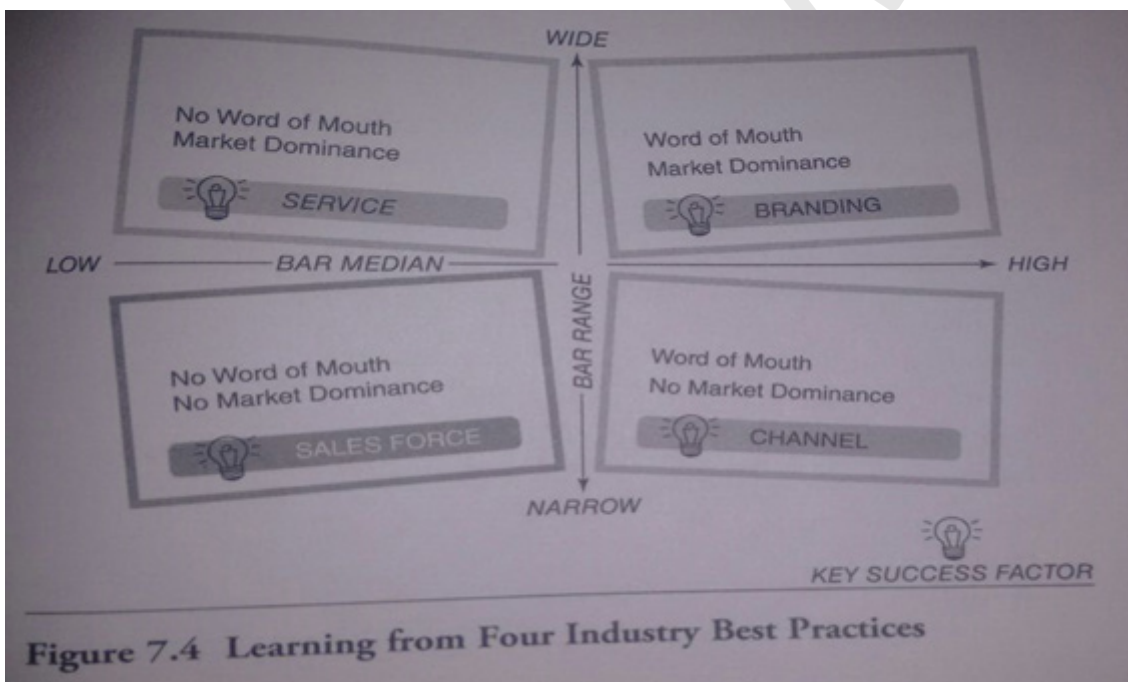 WIDE
No Word of Mouth
Market Dominance
SERVICE
Word of Mouth
Market Dominance
BRANDING
LOW
BAR MEDIAN
HIGH
BAR RANGE
No Word of Mouth
No Market Dominance
SALES FORCE
Word of Mouth
No Market Dominance
CHANNEL
NARROW
KEY SUCCESS FACTOR
Figure 7.4 Learning from Four Industry Best Practices